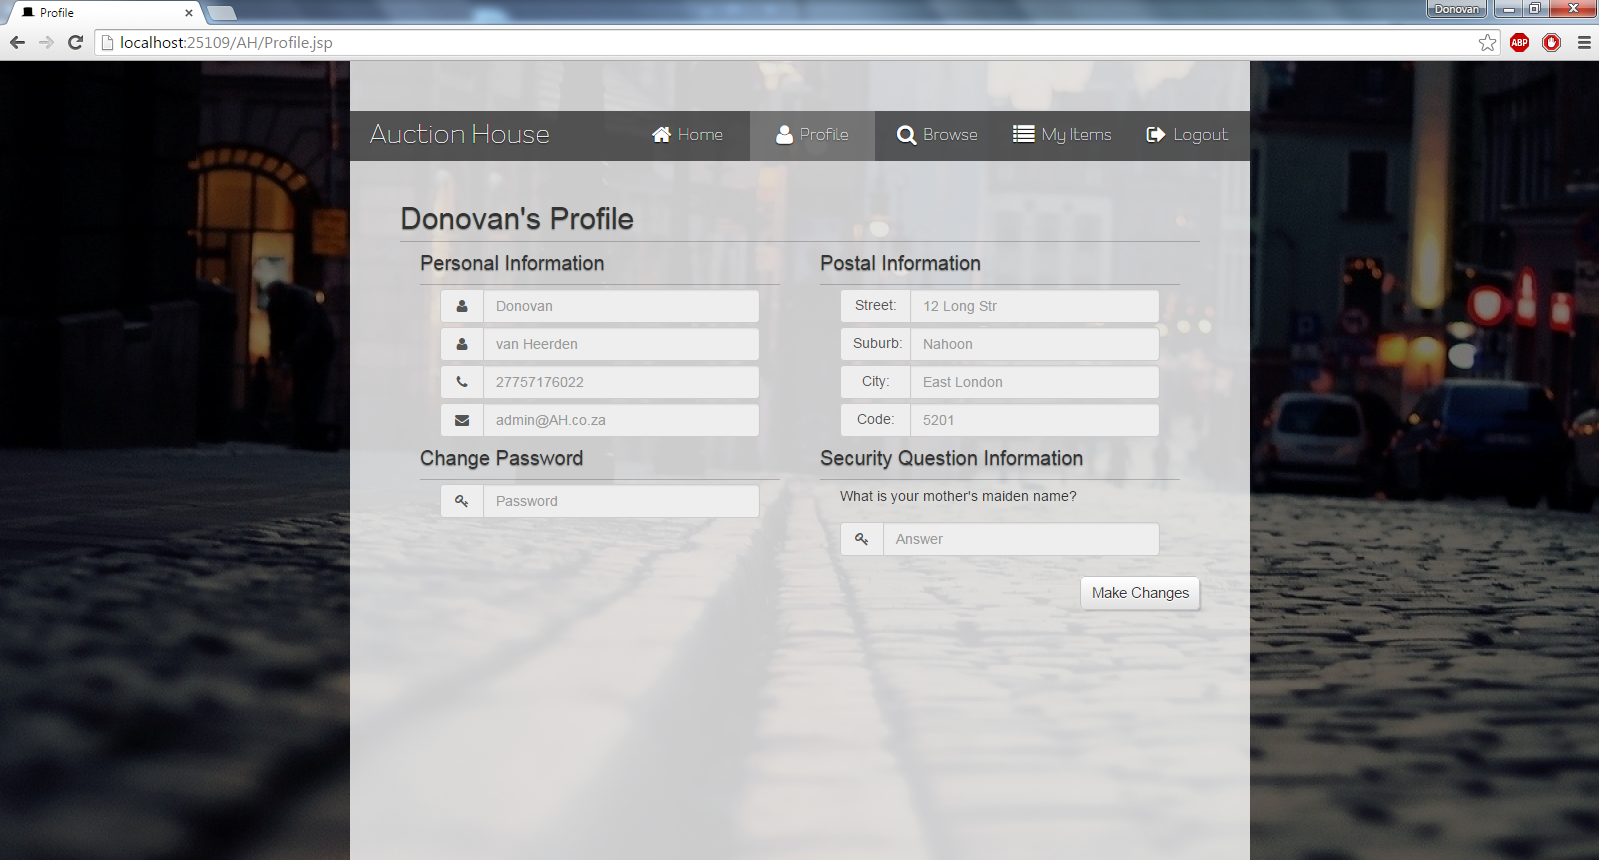 Profile
Donovan
localhost:25109/AH/Profile.jsp
ABP
Auction House Home Profile Browse My Items Logout
Donovan's Profile
Personal Information
Donovan
van Heerden
27757176022
admin@AH.co.za
Change Password
Password
Postal Information
Street: 12 Long Str
Suburb: Nahoon
City: East London
Code: 5201
Security Question Information
What is your mother's maiden name?
Answer
Make Changes